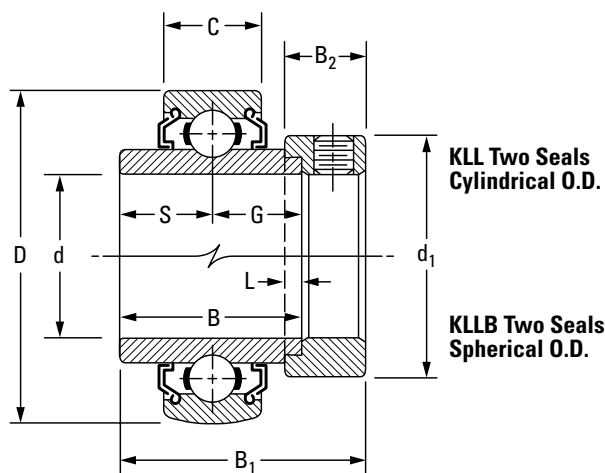 C
B₂
KLL Two Seals
Cylindrical O.D.
S
G
D
d
d₁
L
B
KLLB Two Seals
Spherical O.D.
B₁